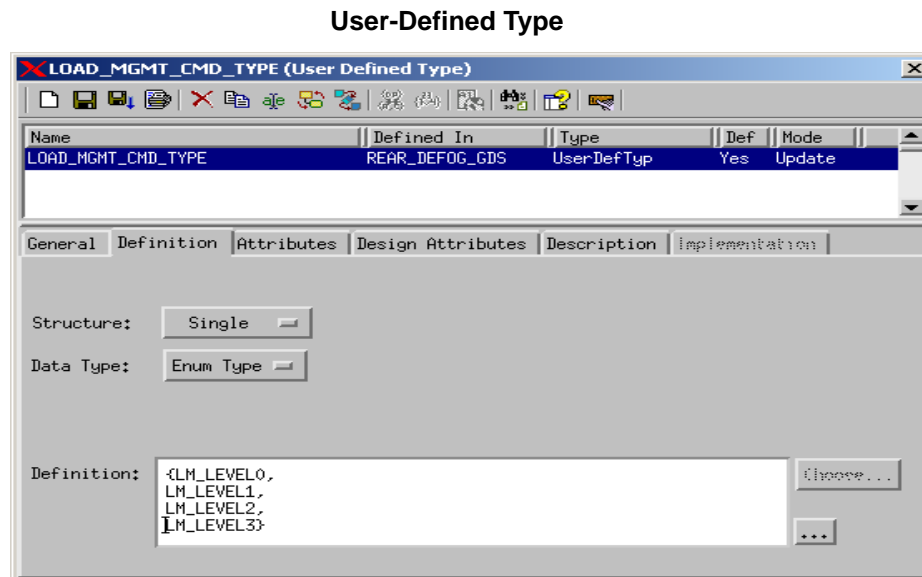 User-Defined Type
LOAD_MGMT_CMD_TYPE (User Defined Type)
Name Defined In Type Def Mode
LOAD_MGMT_CMD_TYPE REAR_DEFOG_GDS UserDefTyp Yes Update
General Definition Attributes Design Attributes Description Implementation
Structure: Single
Data Type: Enum Type
Definition: {LM_LEVEL0,
LM_LEVEL1,
LM_LEVEL2,
LM_LEVEL3}
Choose...
...